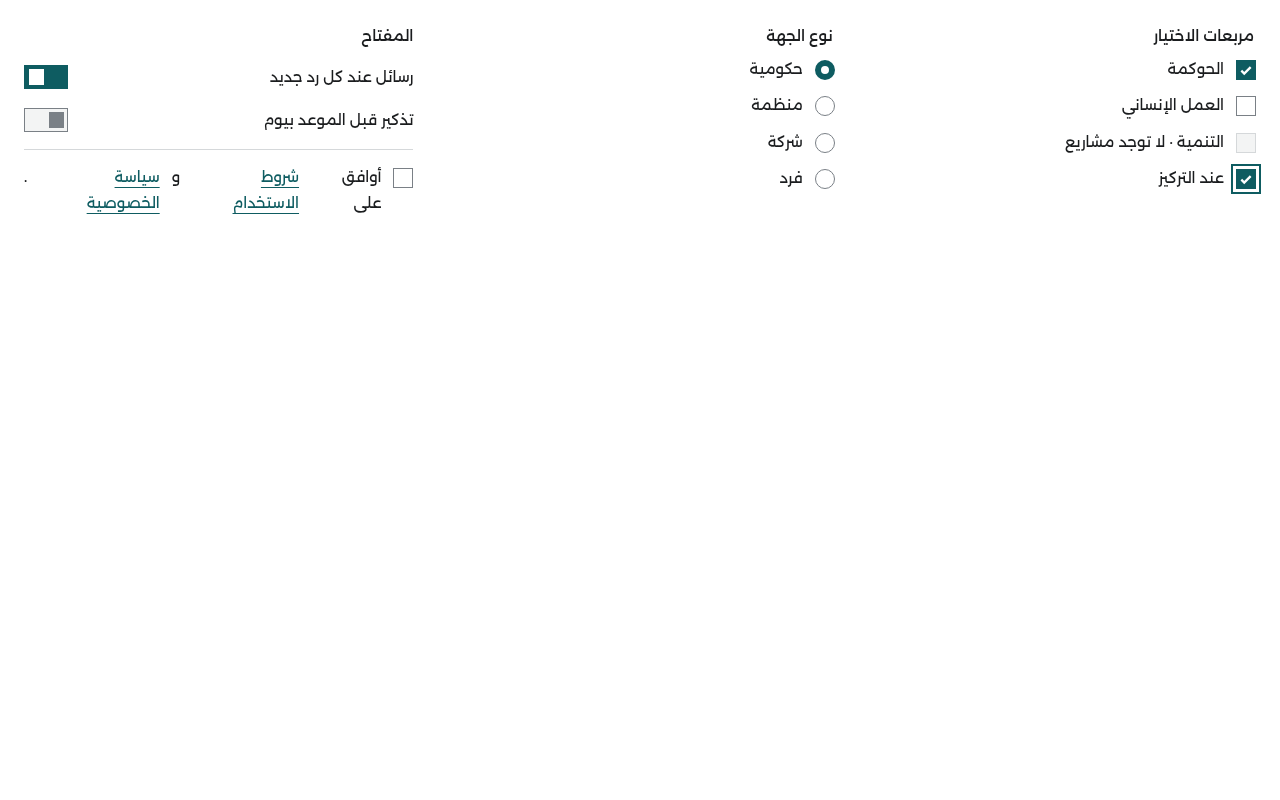 مربعات الاختيار
الحوكمة
العمل الإنساني
التنمية · لا توجد مشاريع
عند التركيز
نوع الجهة
حكومية
منظمة
شركة
فرد
المفتاح
رسائل عند كل رد جديد
تذكير قبل الموعد بيوم
أوافق على شروط الاستخدام و سياسة الخصوصية .